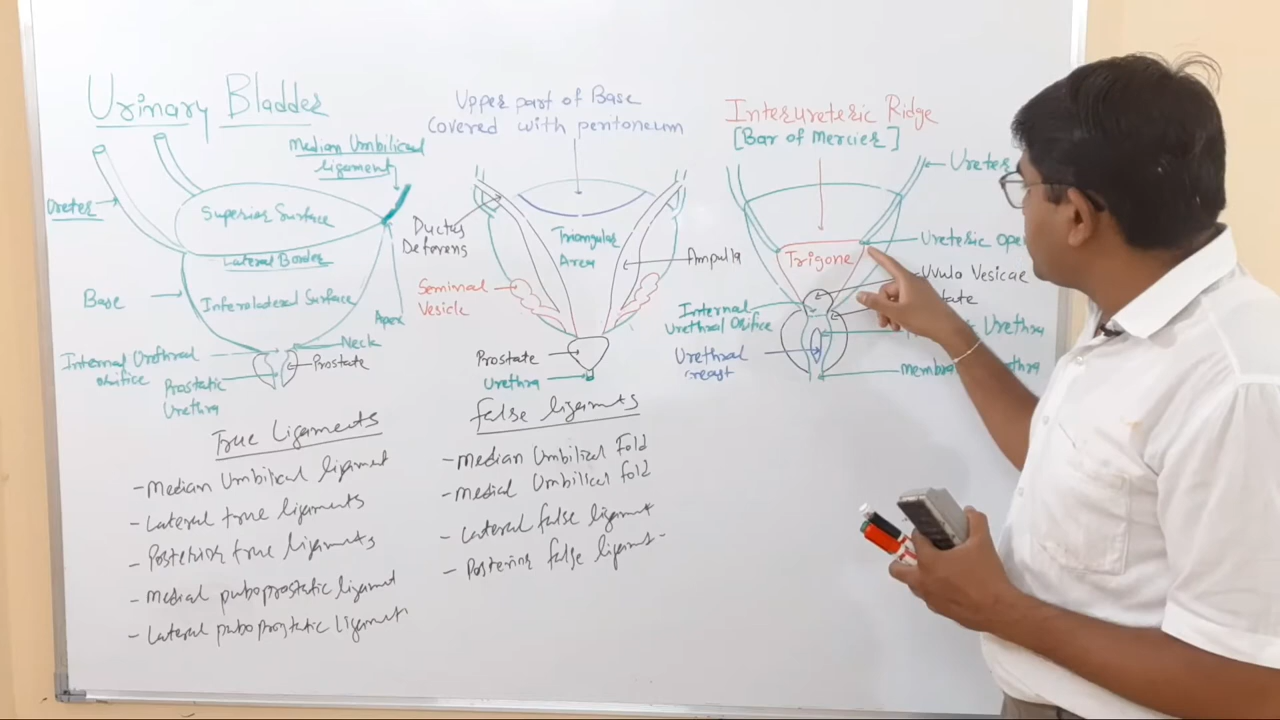 Urinary Bladder
Median Umbilical
ligament
Ureter
Superior Surface
Lateral Border
Base
Inferolateral Surface
Apex
Neck
Internal Urethral
orifice
Prostate
Prostatic
Urethra
Upper part of Base
Covered with peritoneum
Ductus
Deferens
Triangular
Area
Ampulla
Seminal
Vesicle
Prostate
Urethra
Interureteric Ridge
[Bar of Mercier]
Ureter
Ureteric open
Trigone
Uvula Vesicae
Internal
Urethral Orifice
Urethra
Urethral
creast
True Ligaments
- Median Umbilical ligament
- Lateral true ligaments
- Posterior true ligaments
- Medial puboprostatic ligament
- Lateral puboprostatic Ligament
false ligaments
- Median Umbilical Fold
- Medial Umbilical fold
- Lateral false ligament
- Posterior false ligament -